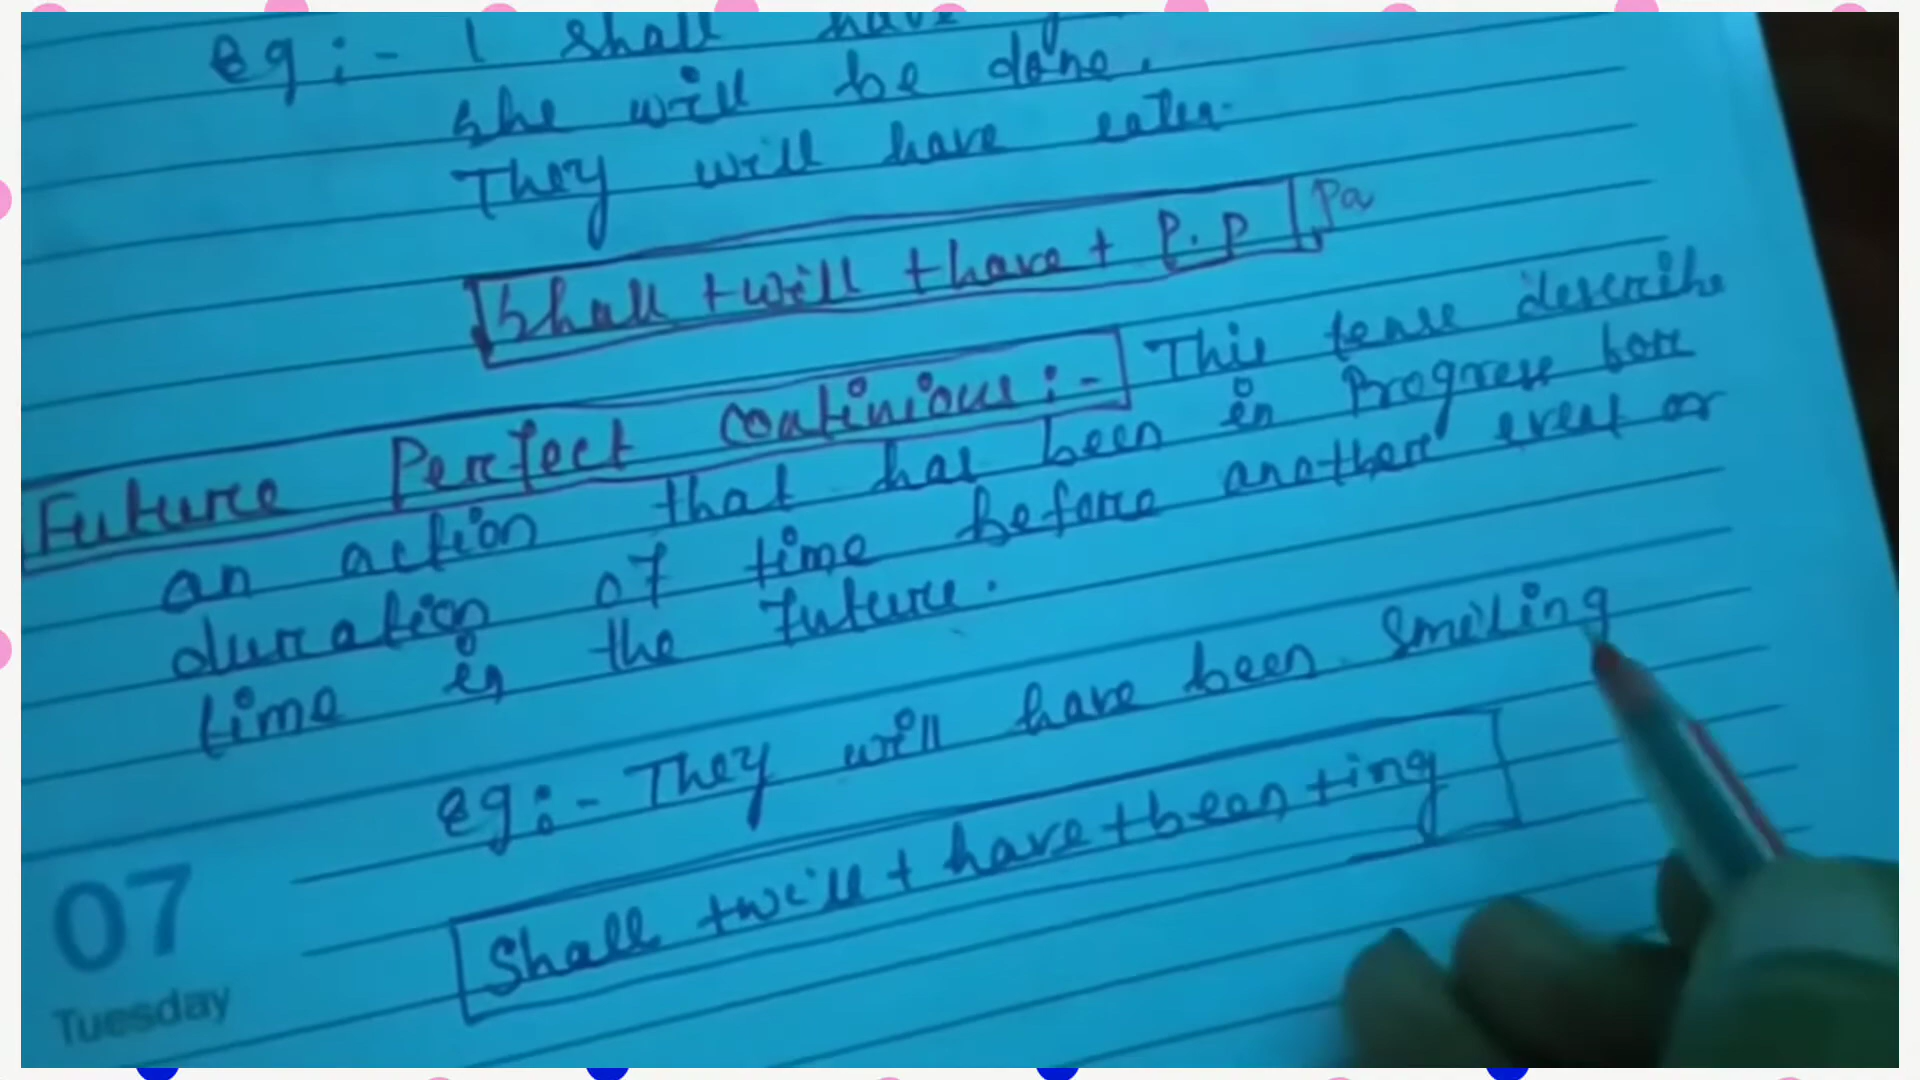 eg:- I shall have
She will be done.
They will have eaten.
Shall + will + have + P.P
Pa
Future Perfect continious:- This tense describe
an action that has been in Progress for
duration of time before another event or
time in the future.
eg:- They will have been Smiling
Shall + will + have + been + ing
07
Tuesday